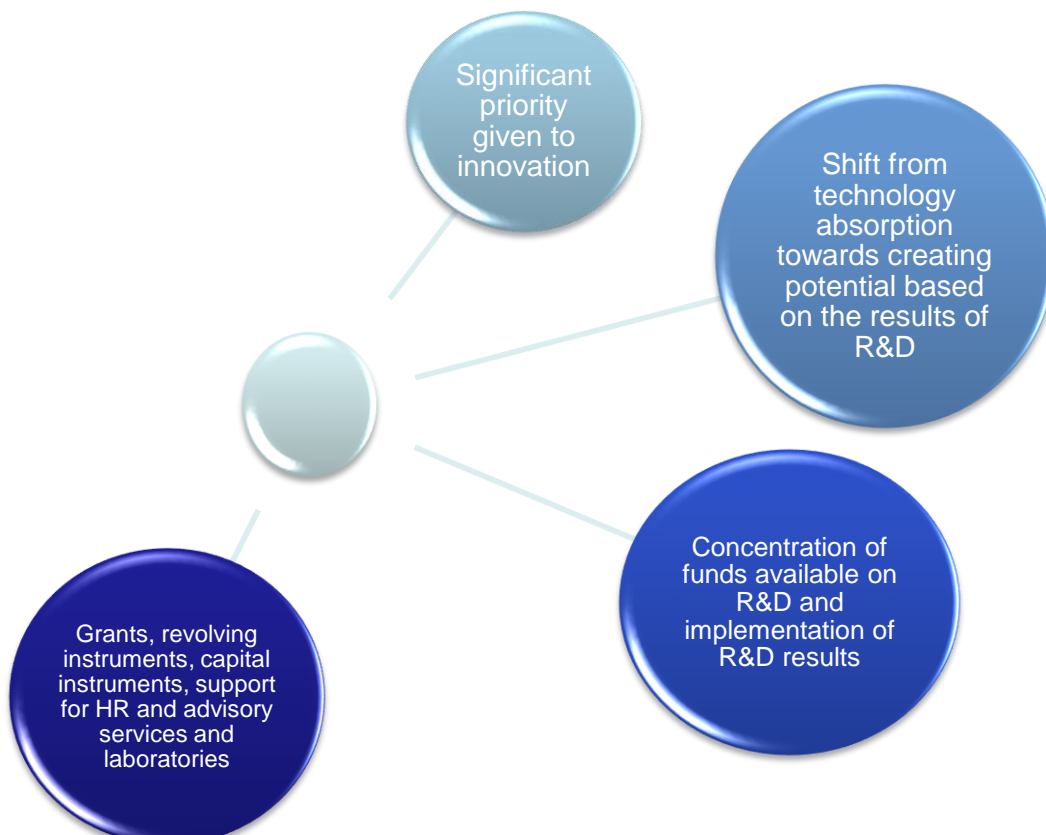 Significant
priority
given to
innovation
Shift from
technology
absorption
towards creating
potential based
on the results of
R&D
Concentration of
funds available on
R&D and
implementation of
R&D results
Grants, revolving
instruments, capital
instruments, support
for HR and advisory
services and
laboratories